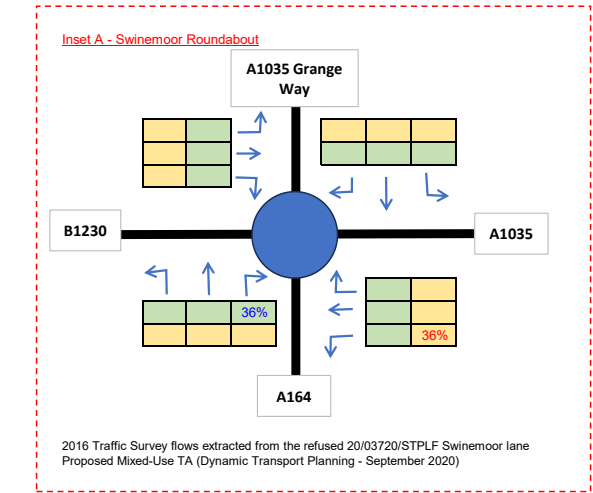 Inset A - Swinemoor Roundabout
A1035 Grange
Way
B1230
A1035
36%
36%
A164
2016 Traffic Survey flows extracted from the refused 20/03720/STPLF Swinemoor lane
Proposed Mixed-Use TA (Dynamic Transport Planning - September 2020)